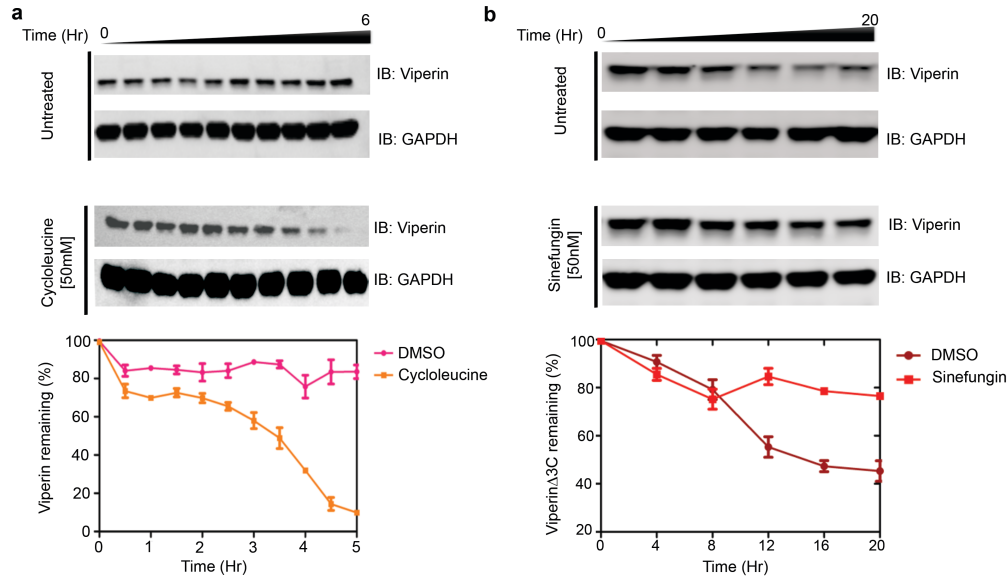 a
Time (Hr)
0
6
Untreated
IB: Viperin
IB: GAPDH
Cycloleucine
[50mM]
IB: Viperin
IB: GAPDH
Viperin remaining (%)
100
80
60
40
20
0
0
1
2
3
4
5
Time (Hr)
DMSO
Cycloleucine
b
Time (Hr)
0
20
Untreated
IB: Viperin
IB: GAPDH
Sinefungin
[50nM]
IB: Viperin
IB: GAPDH
ViperinΔ3C remaining (%)
100
80
60
40
20
0
4
8
12
16
20
Time (Hr)
DMSO
Sinefungin